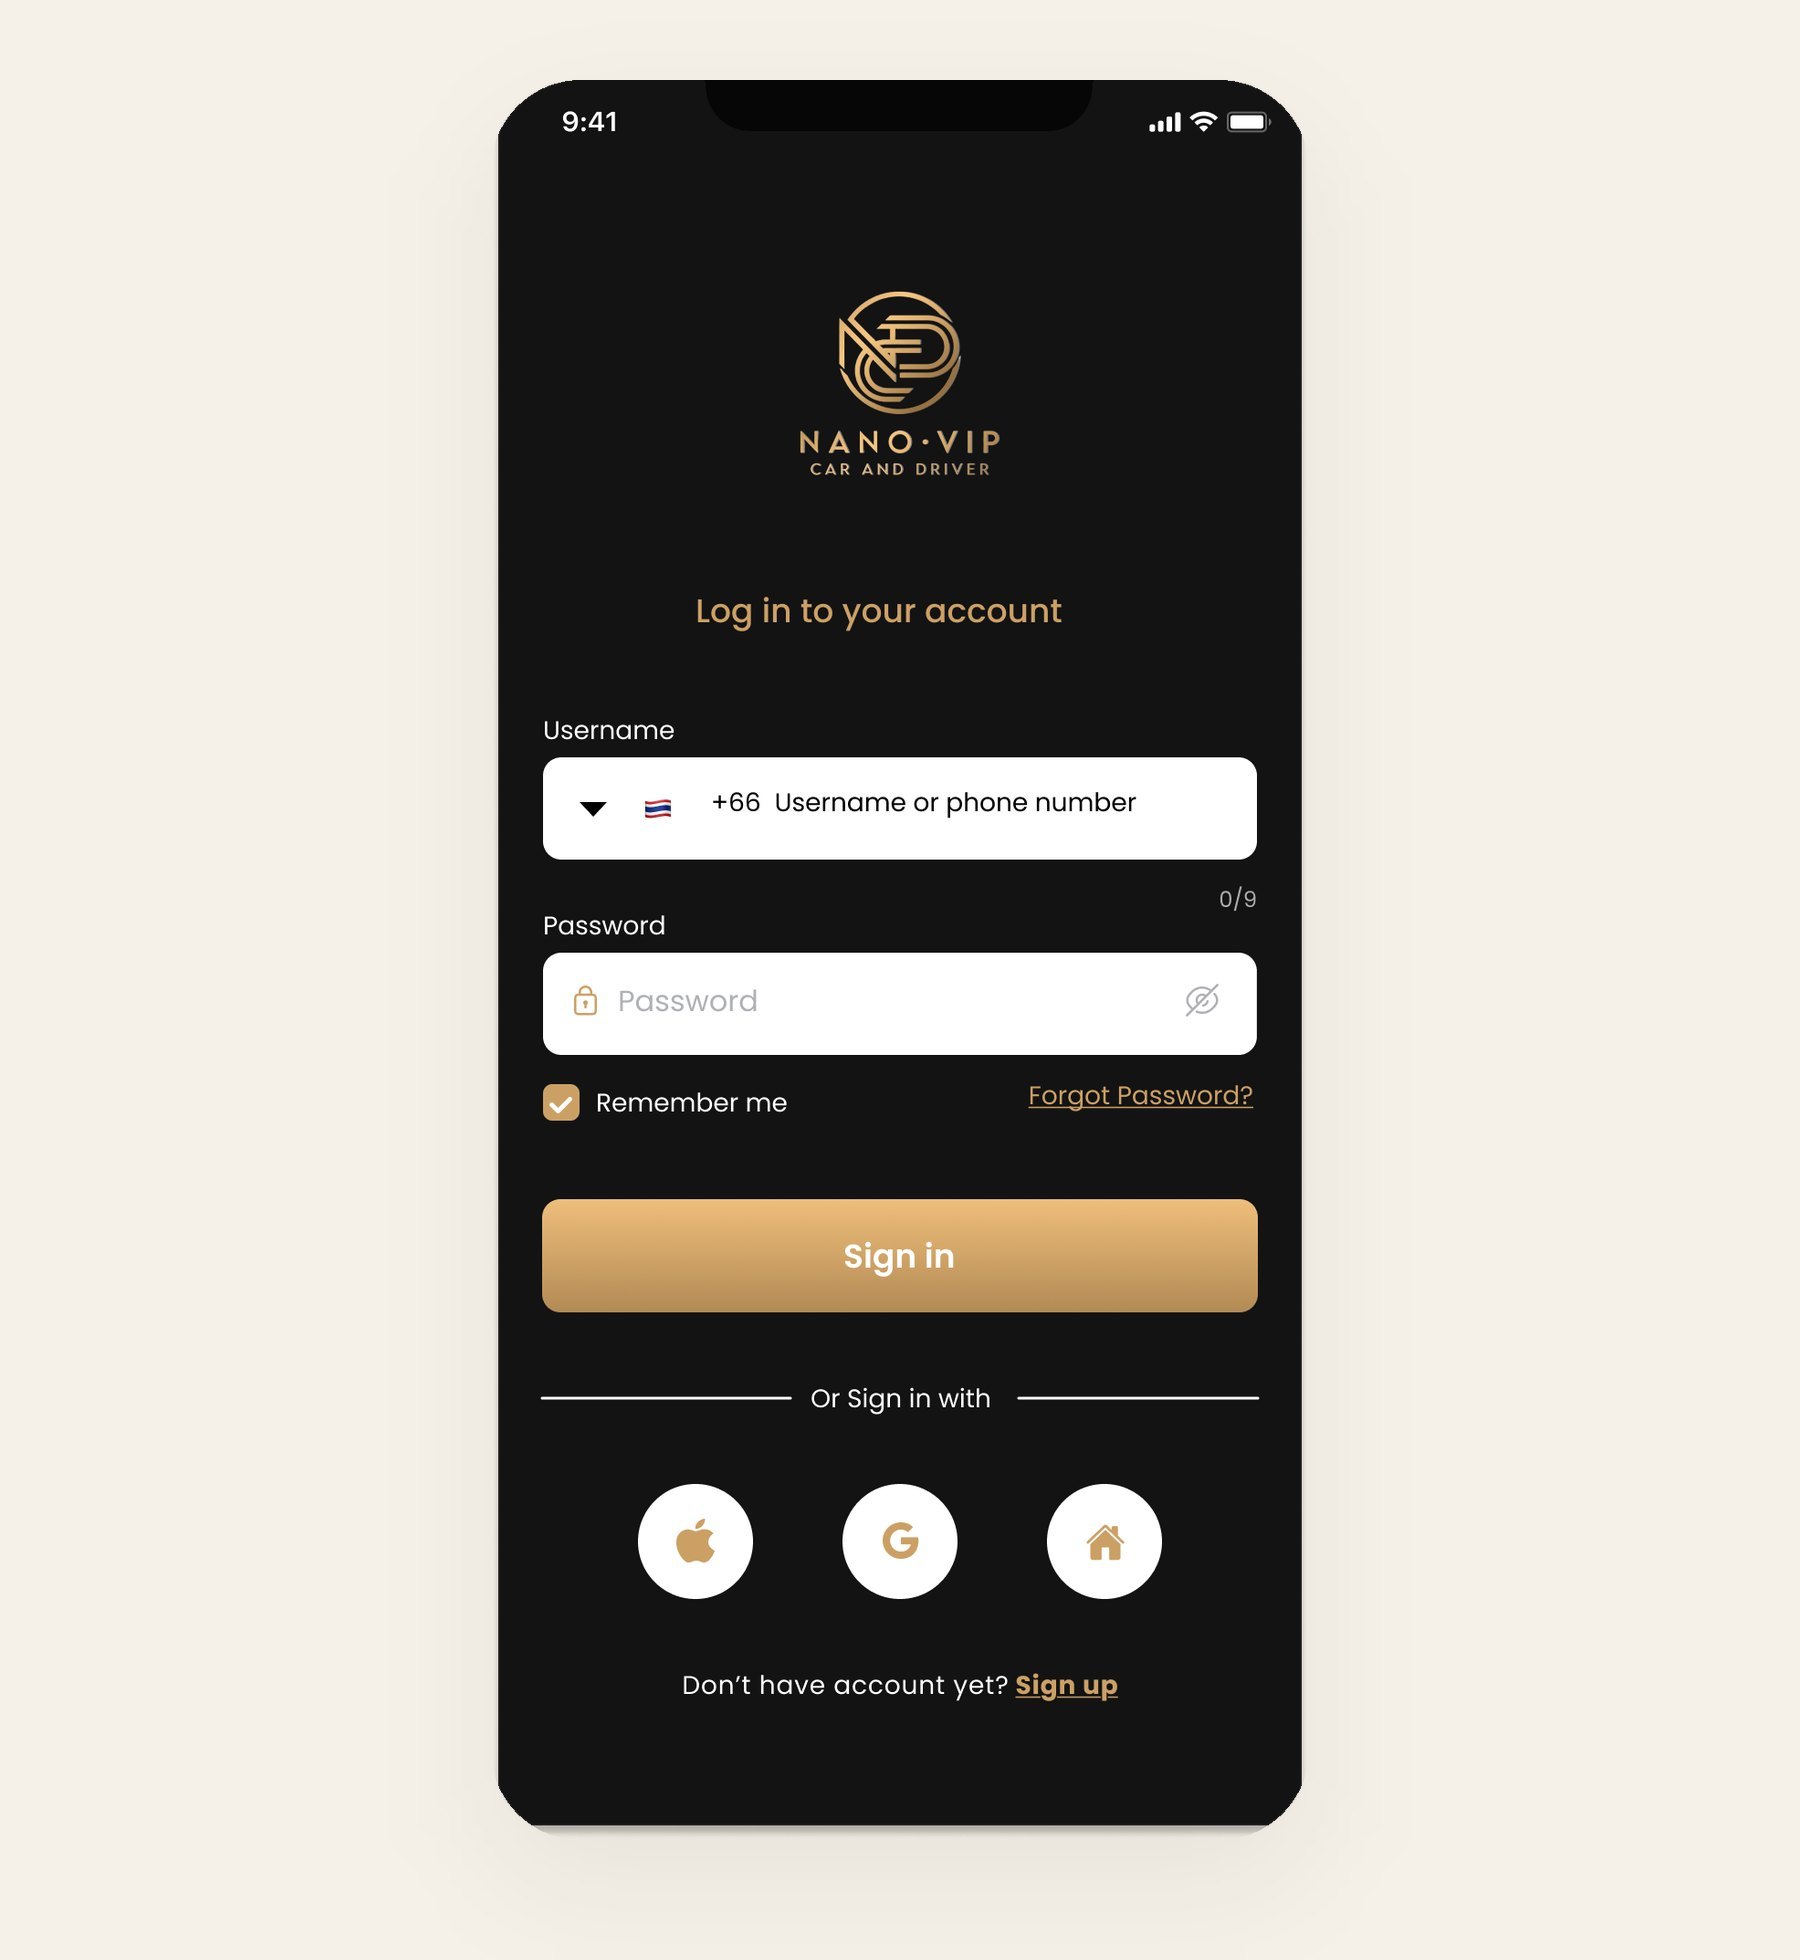 9:41
NANO·VIP
CAR AND DRIVER
Log in to your account
Username
+66 Username or phone number
0/9
Password
Password
Remember me
Forgot Password?
Sign in
Or Sign in with
Don’t have account yet? Sign up